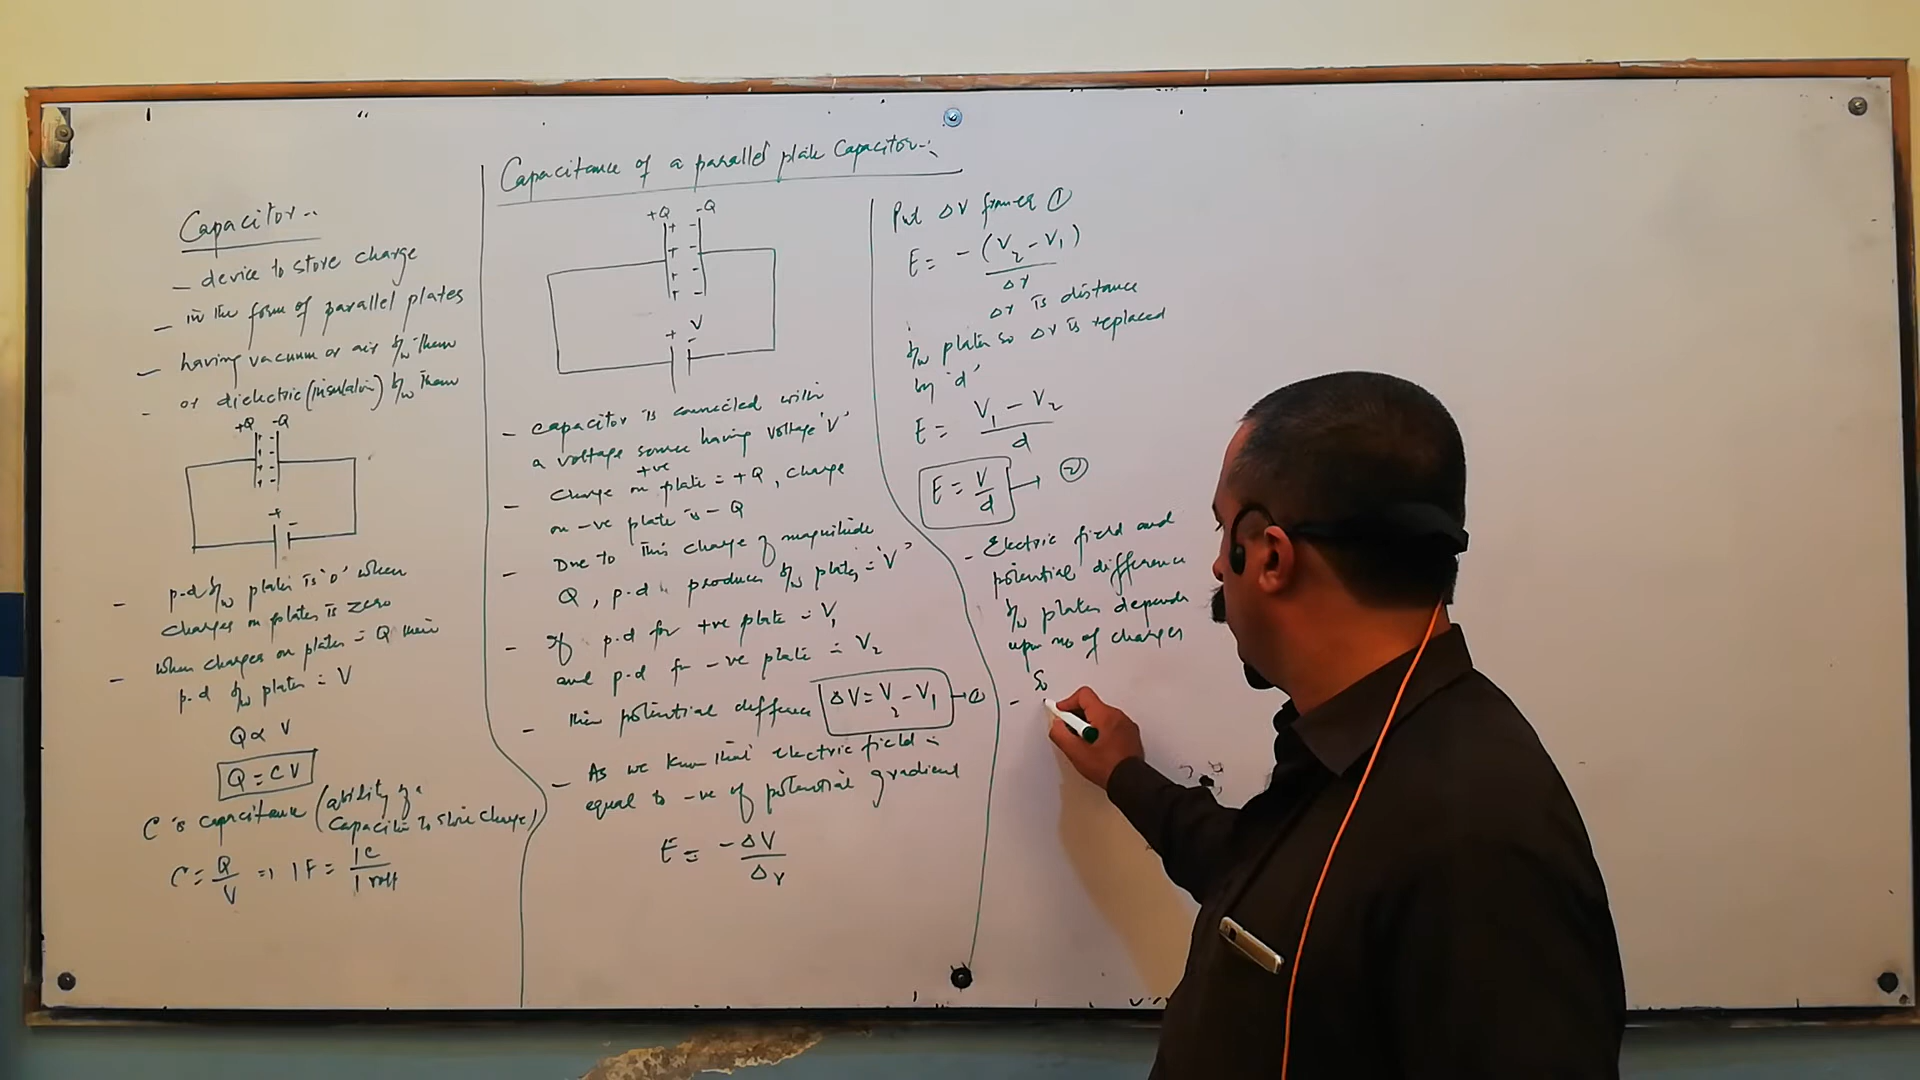 Capacitance of a parallel plate Capacitor:-
Capacitor:-
- device to store charge
- in the form of parallel plates
- having vacuum or air b/w them
- or dielectric (insulator) b/w them
+Q -Q
+ -
- p.d b/w plates is '0' when
charges on plates is zero
- when charges on plates = Q then
p.d b/w plates = V
Q ∝ V
Q = CV
C is capacitance (ability of a
capacitor to store charge)
C = Q/V => 1F = 1C/1volt
+Q -Q
V
+ -
- capacitor is connected with
a voltage source having voltage 'V'
- charge on +ve plate = +Q, charge
on -ve plate is - Q
- Due to this charge of magnitude
Q, p.d produces b/w plates = 'V'
- If p.d for +ve plate = V₁
and p.d for -ve plate = V₂
- then potential difference ΔV = V₂ - V₁ → ①
- As we know that electric field is
equal to -ve of potential gradient
E = -ΔV/Δr
Put ΔV from eq ①
E = -(V₂ - V₁)/Δr
Δr is distance
b/w plates so Δr is replaced
by 'd'
E = V₁ - V₂/d
E = V/d → ②
- Electric field and
potential difference
b/w plates depends
upon no of charges
- So